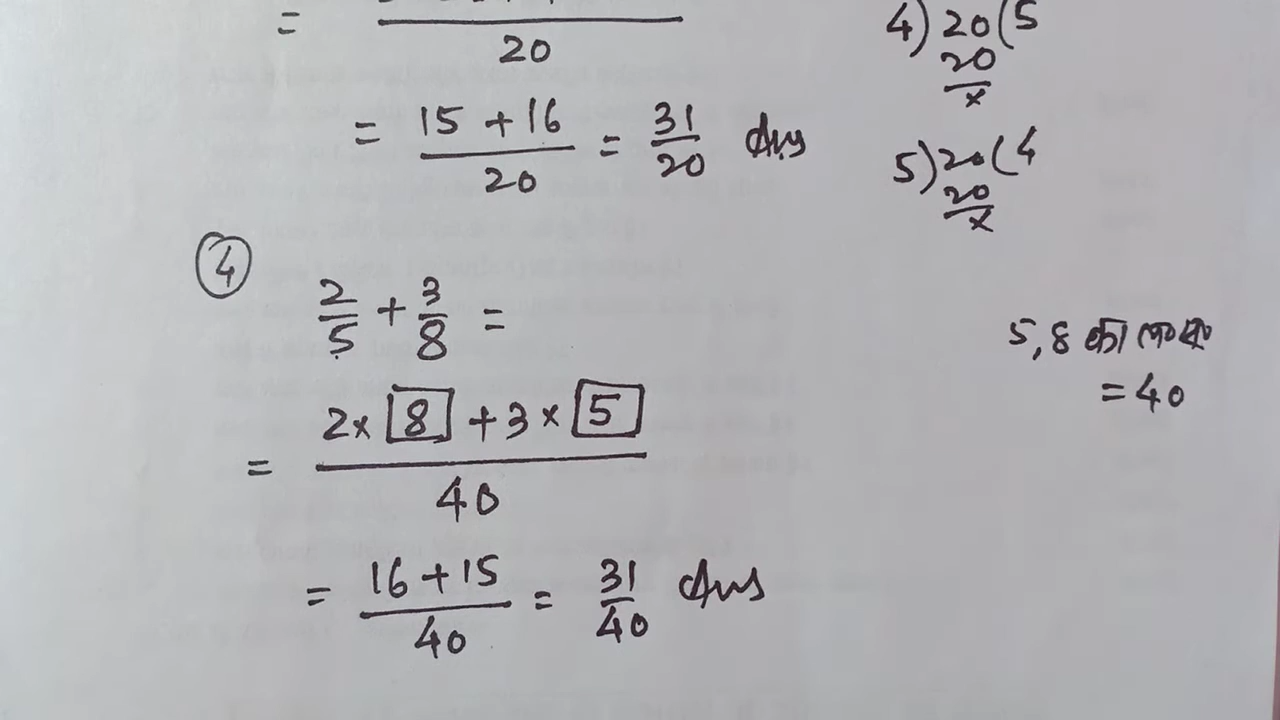 = ――― / 20
4) 20 (5
20
x
= (15 + 16) / 20 = 31/20 Ans
5) 20 (4
20
x
④
2/5 + 3/8 =
5, 8 का
= 40
= (2 × [8] + 3 × [5]) / 40
= (16 + 15) / 40 = 31/40 Ans